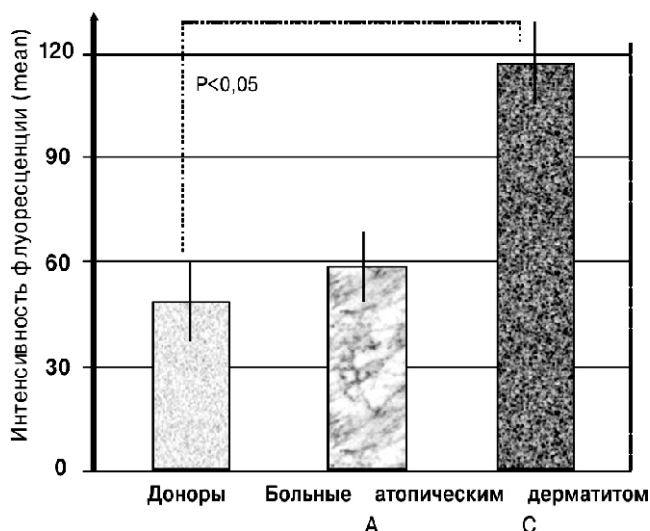 Интенсивность флуоресценции (mean)
120
90
60
30
0
P<0,05
Доноры Больные атопическим дерматитом
А С